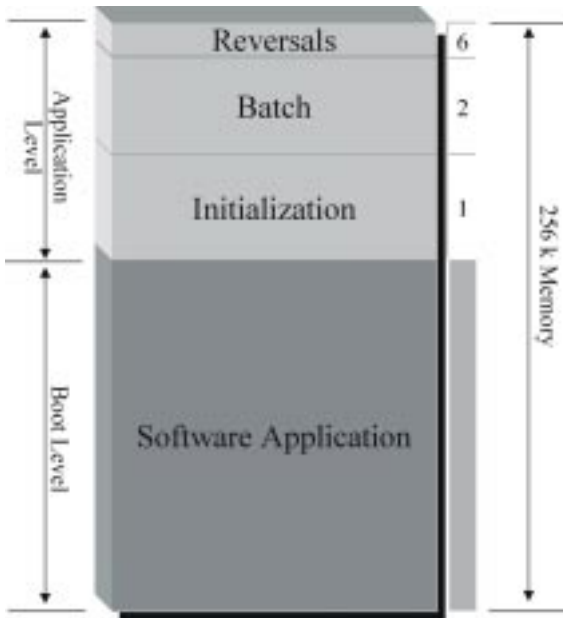 Reversals
6
Batch
2
Initialization
1
Software Application
Application
Level
Boot Level
256 k Memory